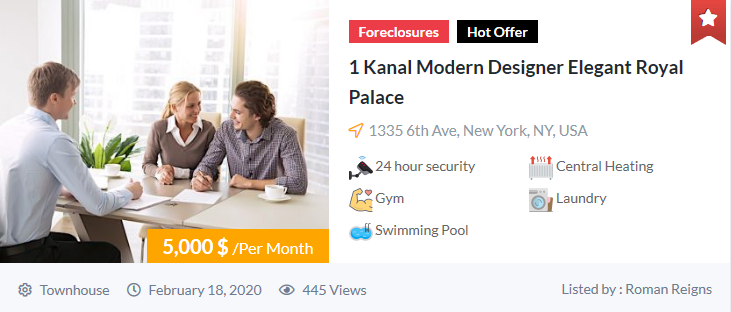 Foreclosures
Hot Offer
1 Kanal Modern Designer Elegant Royal
Palace
1335 6th Ave, New York, NY, USA
24 hour security
Central Heating
Gym
Laundry
Swimming Pool
5,000 $ /Per Month
Townhouse
February 18, 2020
445 Views
Listed by : Roman Reigns